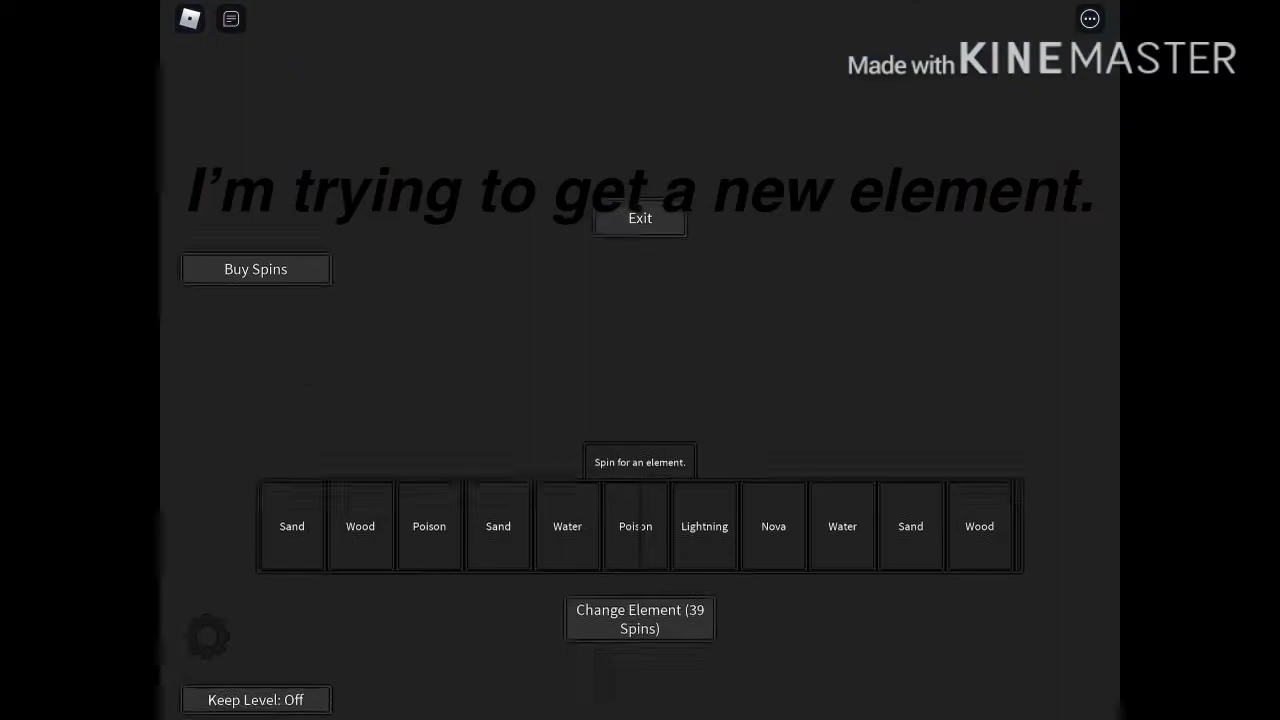 Made with KINEMASTER
I'm trying to get a new element.
Exit
Buy Spins
Spin for an element.
Sand Wood Poison Sand Water Poison Lightning Nova Water Sand Wood
Change Element (39
Spins)
Keep Level: Off